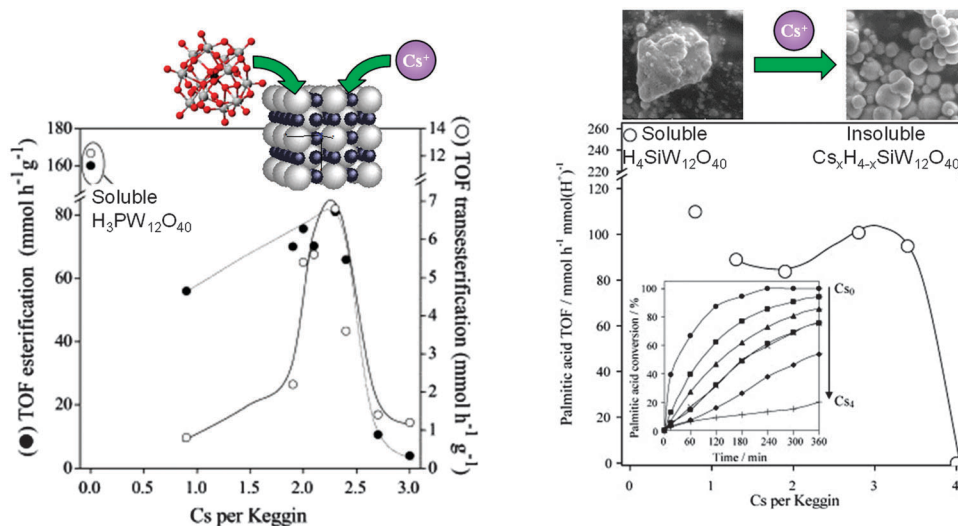 Cs⁺
180
160
80
60
40
20
0
(●) TOF esterification (mmol h⁻¹g⁻¹)
Soluble
H₃PW₁₂O₄₀
14
12
7
6
5
4
3
2
1
0
(○) TOF transesterification (mmol h⁻¹ g⁻¹)
0.0 0.5 1.0 1.5 2.0 2.5 3.0
Cs per Keggin
Cs⁺
○ Soluble
H₄SiW₁₂O₄₀
Insoluble
CsₓH₄₋ₓSiW₁₂O₄₀
260
240
220
120
100
80
60
40
20
0
Palmitic acid TOF / mmol h⁻¹ mmol(H⁺)⁻¹
100
80
60
40
20
0
Palmitic acid conversion / %
Cs₀
Cs₄
0 60 120 180 240 300 360
Time / min
0 1 2 3 4
Cs per Keggin